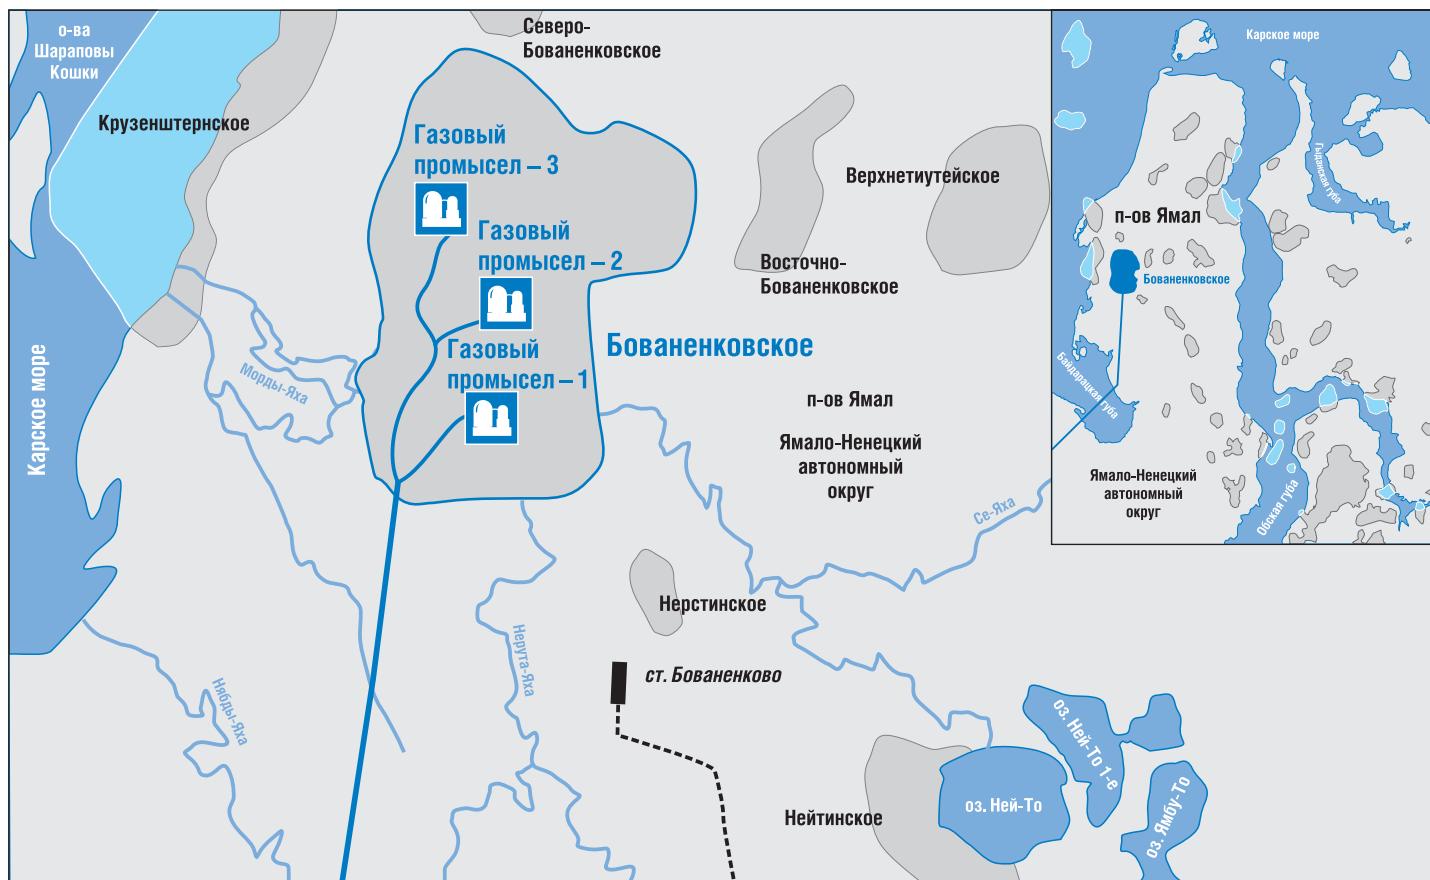 о-ва
Шараповы
Кошки
Северо-
Бованенковское
Крузенштернское
Газовый
промысел – 3
Газовый
промысел – 2
Газовый
промысел – 1
Верхнетиутейское
Восточно-
Бованенковское
Бованенковское
Морды-Яха
Карское море
п-ов Ямал
Ямало-Ненецкий
автономный
округ
Се-Яха
Нерстинское
ст. Бованенково
Нерута-Яха
Нябды-Яха
Нейтинское
оз. Ней-То
оз. Ней-То 1-е
оз. Ямбу-То
Карское море
Гыданская губа
п-ов Ямал
Бованенковское
Байдарацкая губа
Ямало-Ненецкий
автономный
округ
Обская губа